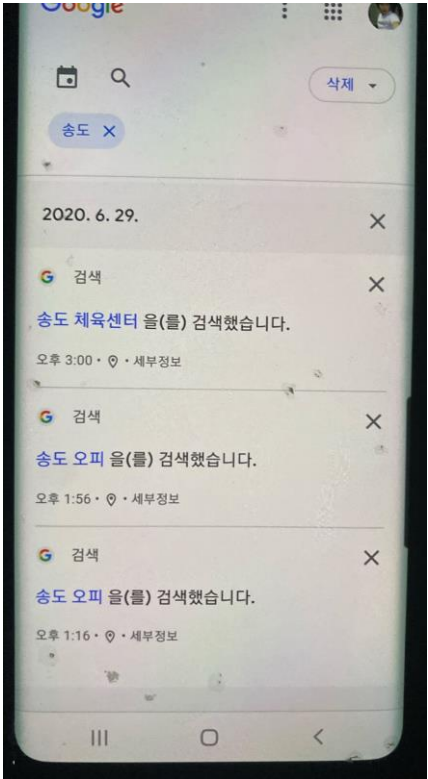 Google
삭제
송도
2020. 6. 29.
검색
송도 체육센터 을(를) 검색했습니다.
오후 3:00 • 세부정보
검색
송도 오피 을(를) 검색했습니다.
오후 1:56 • 세부정보
검색
송도 오피 을(를) 검색했습니다.
오후 1:16 • 세부정보